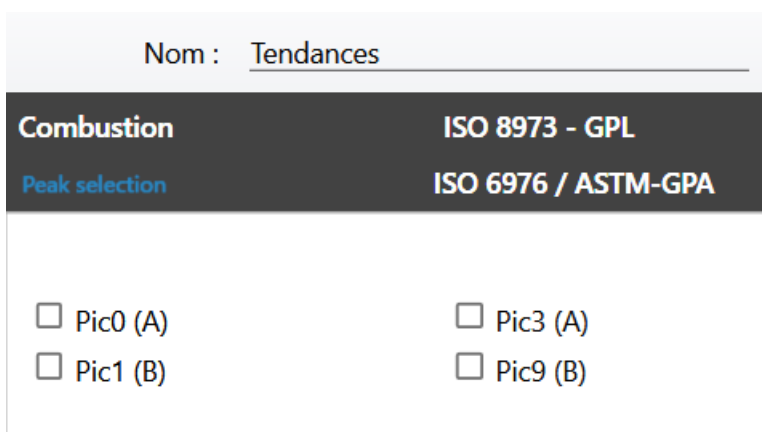 Nom : Tendances
Combustion ISO 8973 - GPL
Peak selection ISO 6976 / ASTM-GPA
Pic0 (A) Pic3 (A)
Pic1 (B) Pic9 (B)